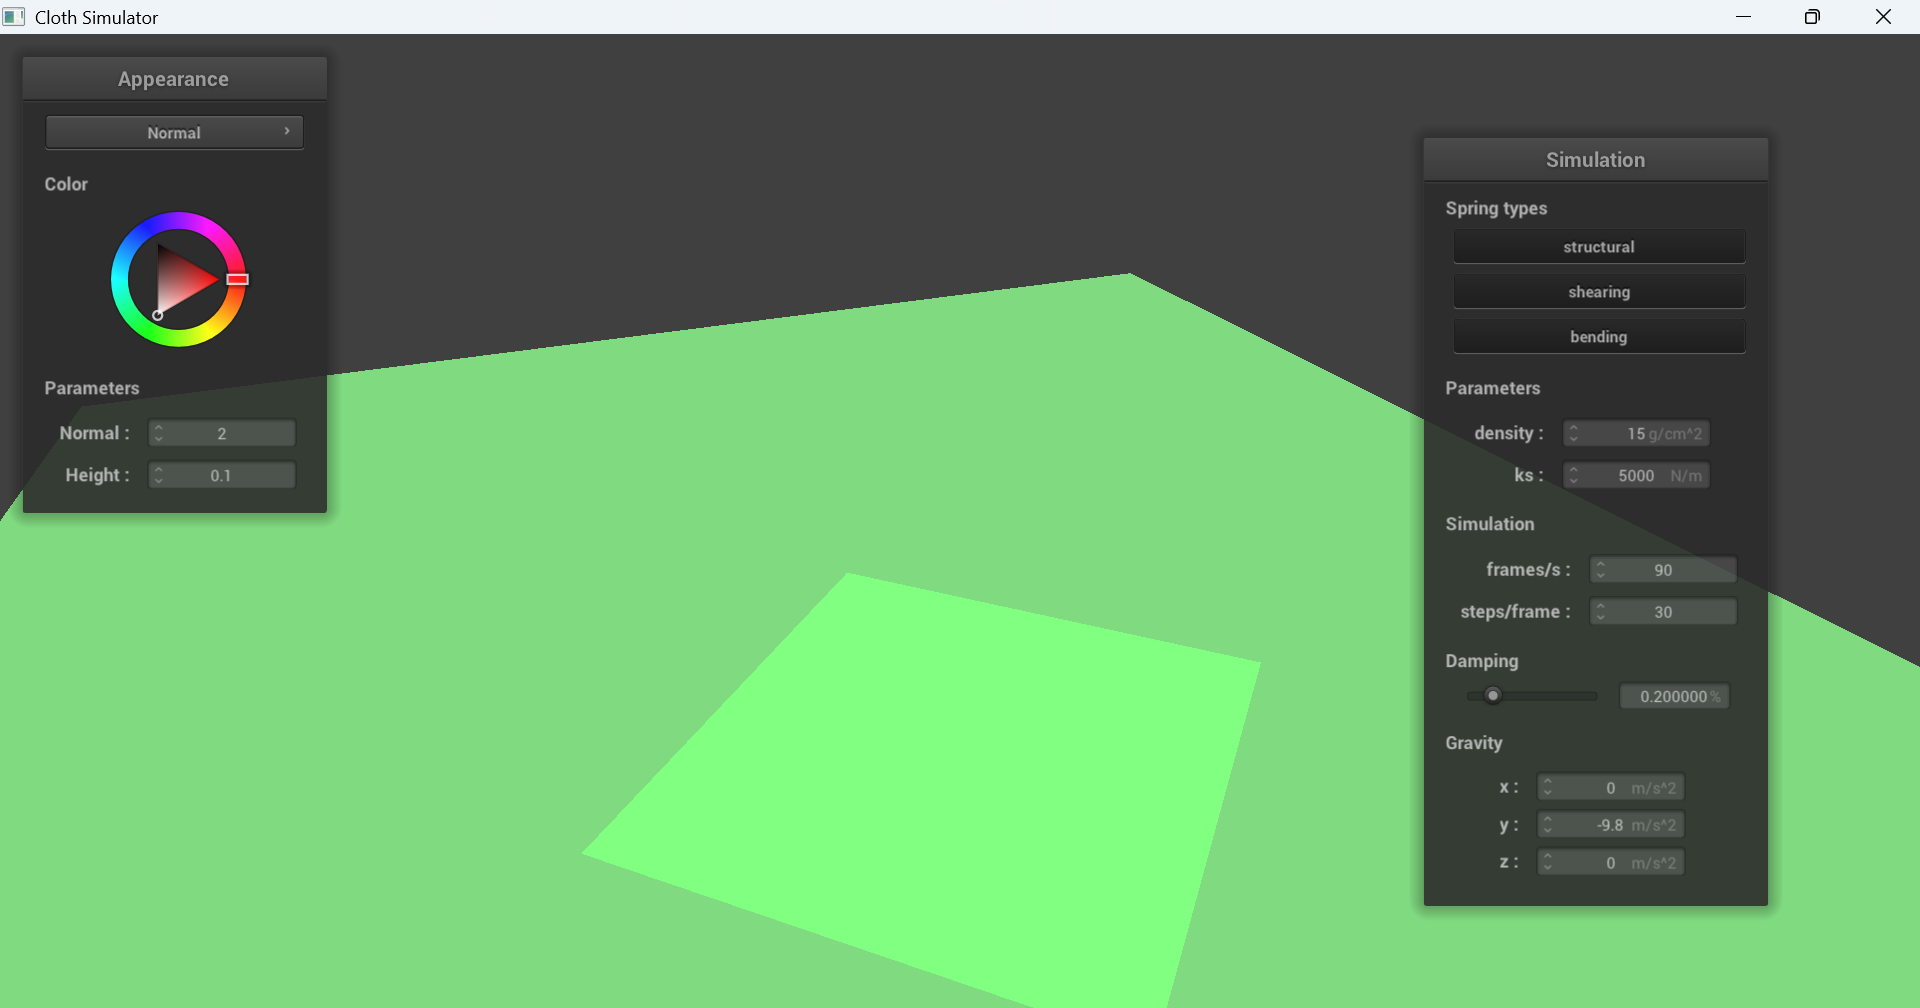 Cloth Simulator
Appearance
Normal
Color
Parameters
Normal : 2
Height : 0.1
Simulation
Spring types
structural
shearing
bending
Parameters
density : 15 g/cm^2
ks : 5000 N/m
Simulation
frames/s : 90
steps/frame : 30
Damping
0.200000 %
Gravity
x : 0 m/s^2
y : -9.8 m/s^2
z : 0 m/s^2